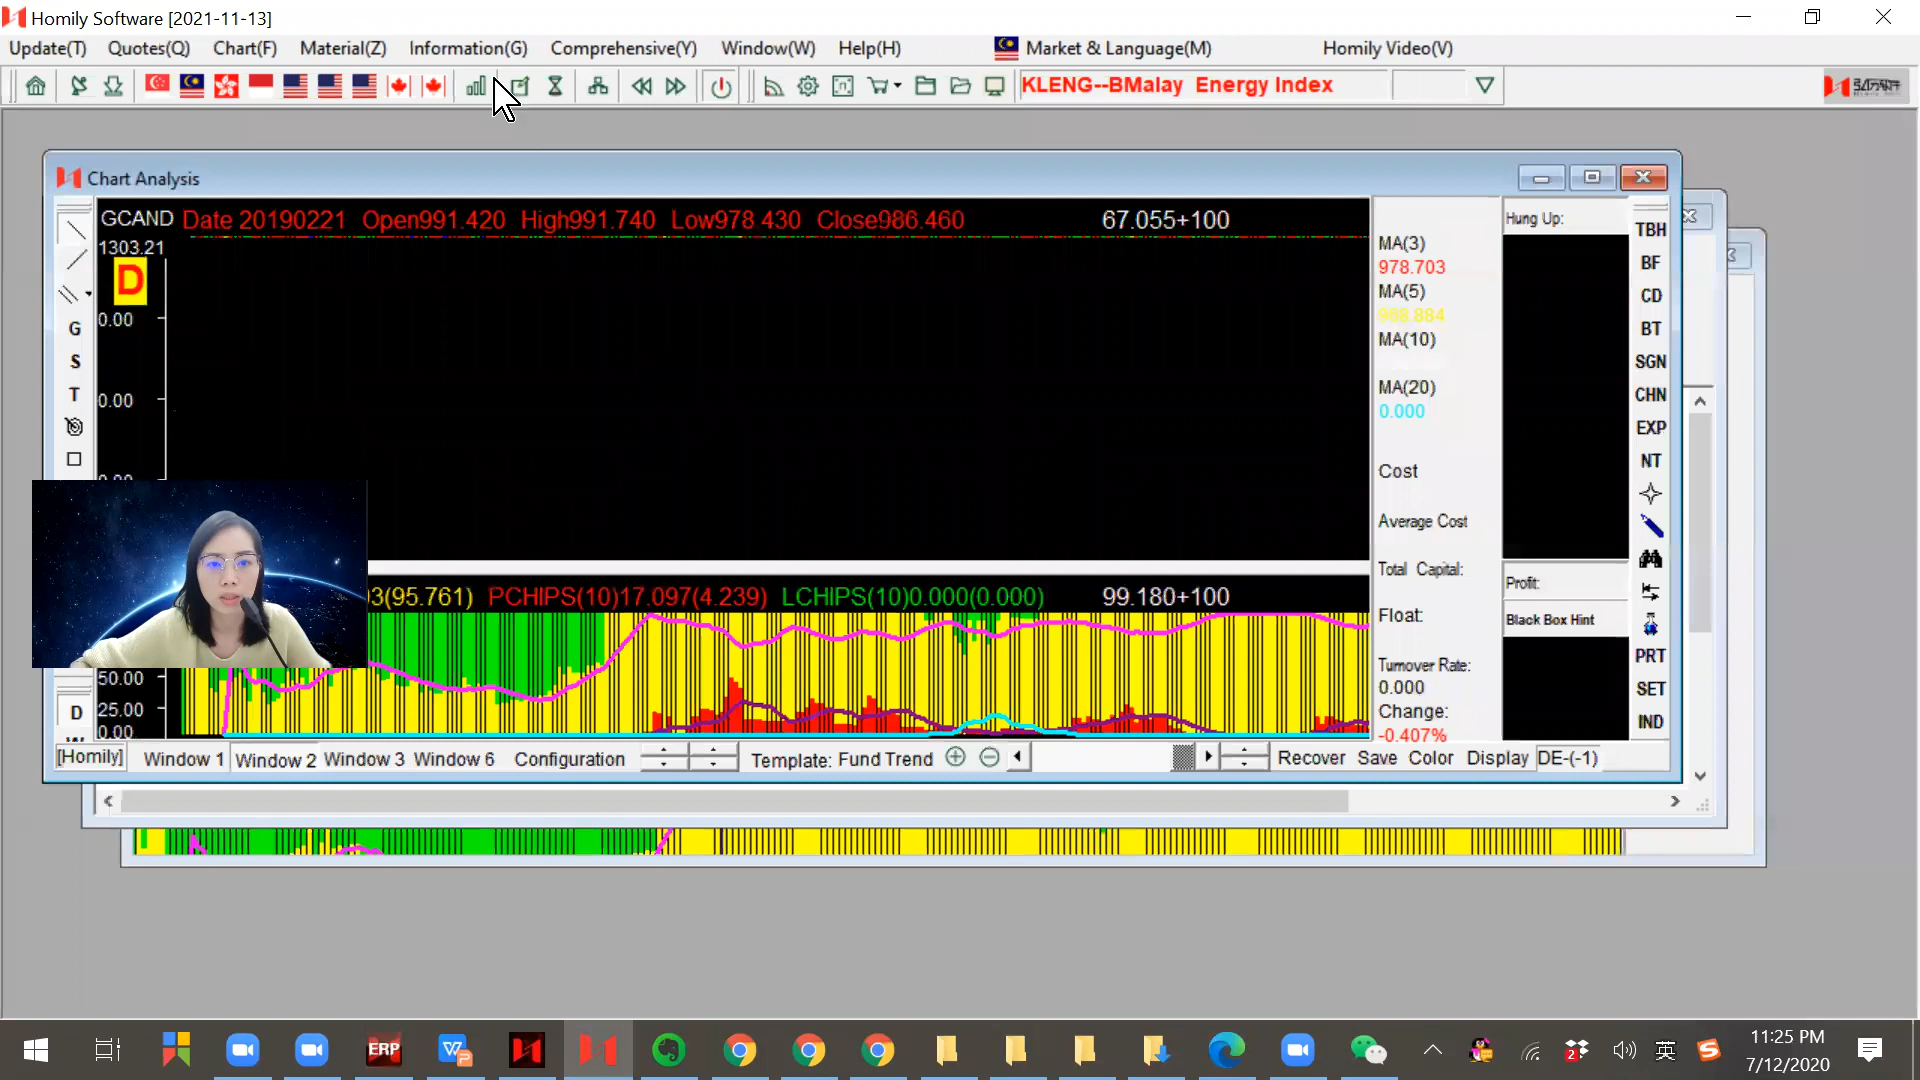 Homily Software [2021-11-13]
Update(T) Quotes(Q) Chart(F) Material(Z) Information(G) Comprehensive(Y) Window(W) Help(H) Market & Language(M) Homily Video(V)
KLENG--BMalay Energy Index
Chart Analysis
GCAND Date 20190221 Open991.420 High991.740 Low978.430 Close986.460 67.055+100
1303.21
D
0.00
0.00
G
S
T
MA(3)
978.703
MA(5)
968.884
MA(10)
MA(20)
0.000
Cost
Average Cost
Total Capital:
Float:
Turnover Rate:
0.000
Change:
-0.407%
Hung Up:
Profit:
Black Box Hint
TBH
BF
CD
BT
SGN
CHN
EXP
NT
PRT
SET
IND
3(95.761) PCHIPS(10)17.097(4.239) LCHIPS(10)0.000(0.000) 99.180+100
50.00
25.00
0.00
D
[Homily] Window 1 Window 2 Window 3 Window 6 Configuration Template: Fund Trend Recover Save Color Display DE-(-1)
ERP
英
11:25 PM
7/12/2020